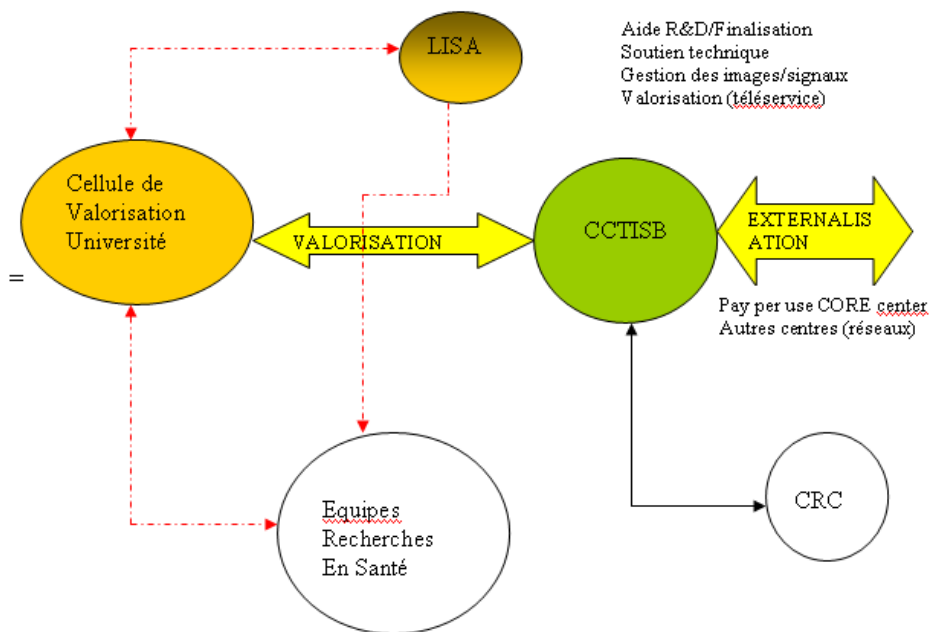 LISA
Aide R&D/Finalisation
Soutien technique
Gestion des images/signaux
Valorisation (téléservice)
Cellule de
Valorisation
Université
=
VALORISATION
CCTISB
EXTERNALIS
ATION
Pay per use CORE center
Autres centres (réseaux)
Equipes
Recherches
En Santé
CRC